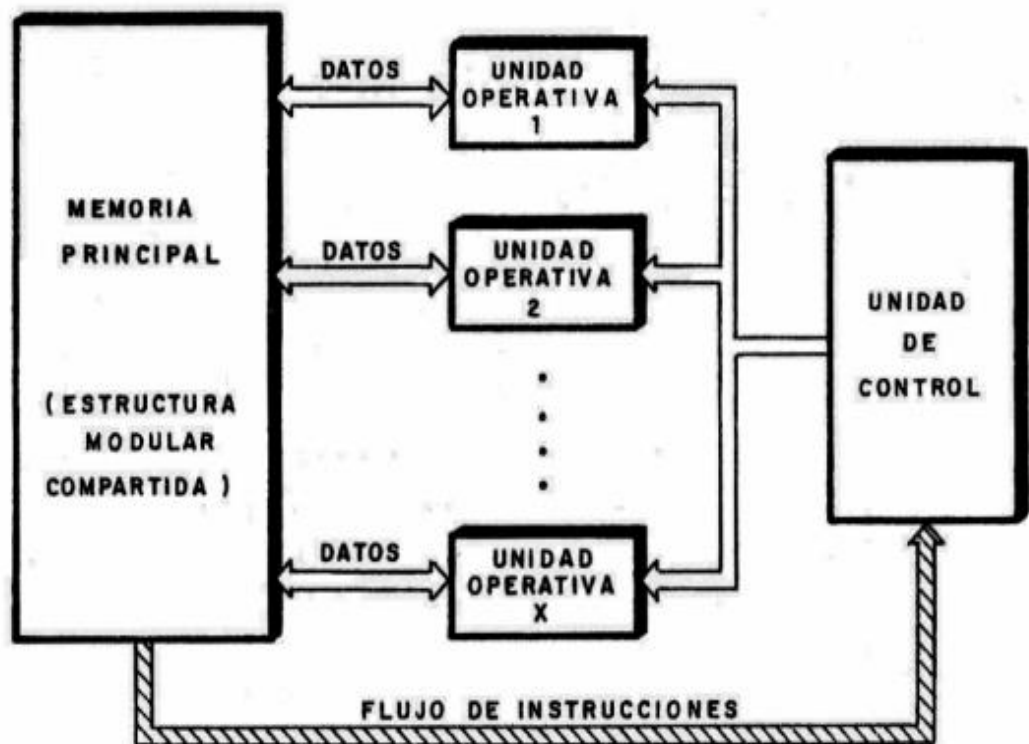 DATOS
UNIDAD
OPERATIVA
1
MEMORIA
PRINCIPAL
(ESTRUCTURA
MODULAR
COMPARTIDA)
DATOS
UNIDAD
OPERATIVA
2
UNIDAD
DE
CONTROL
DATOS
UNIDAD
OPERATIVA
X
FLUJO DE INSTRUCCIONES